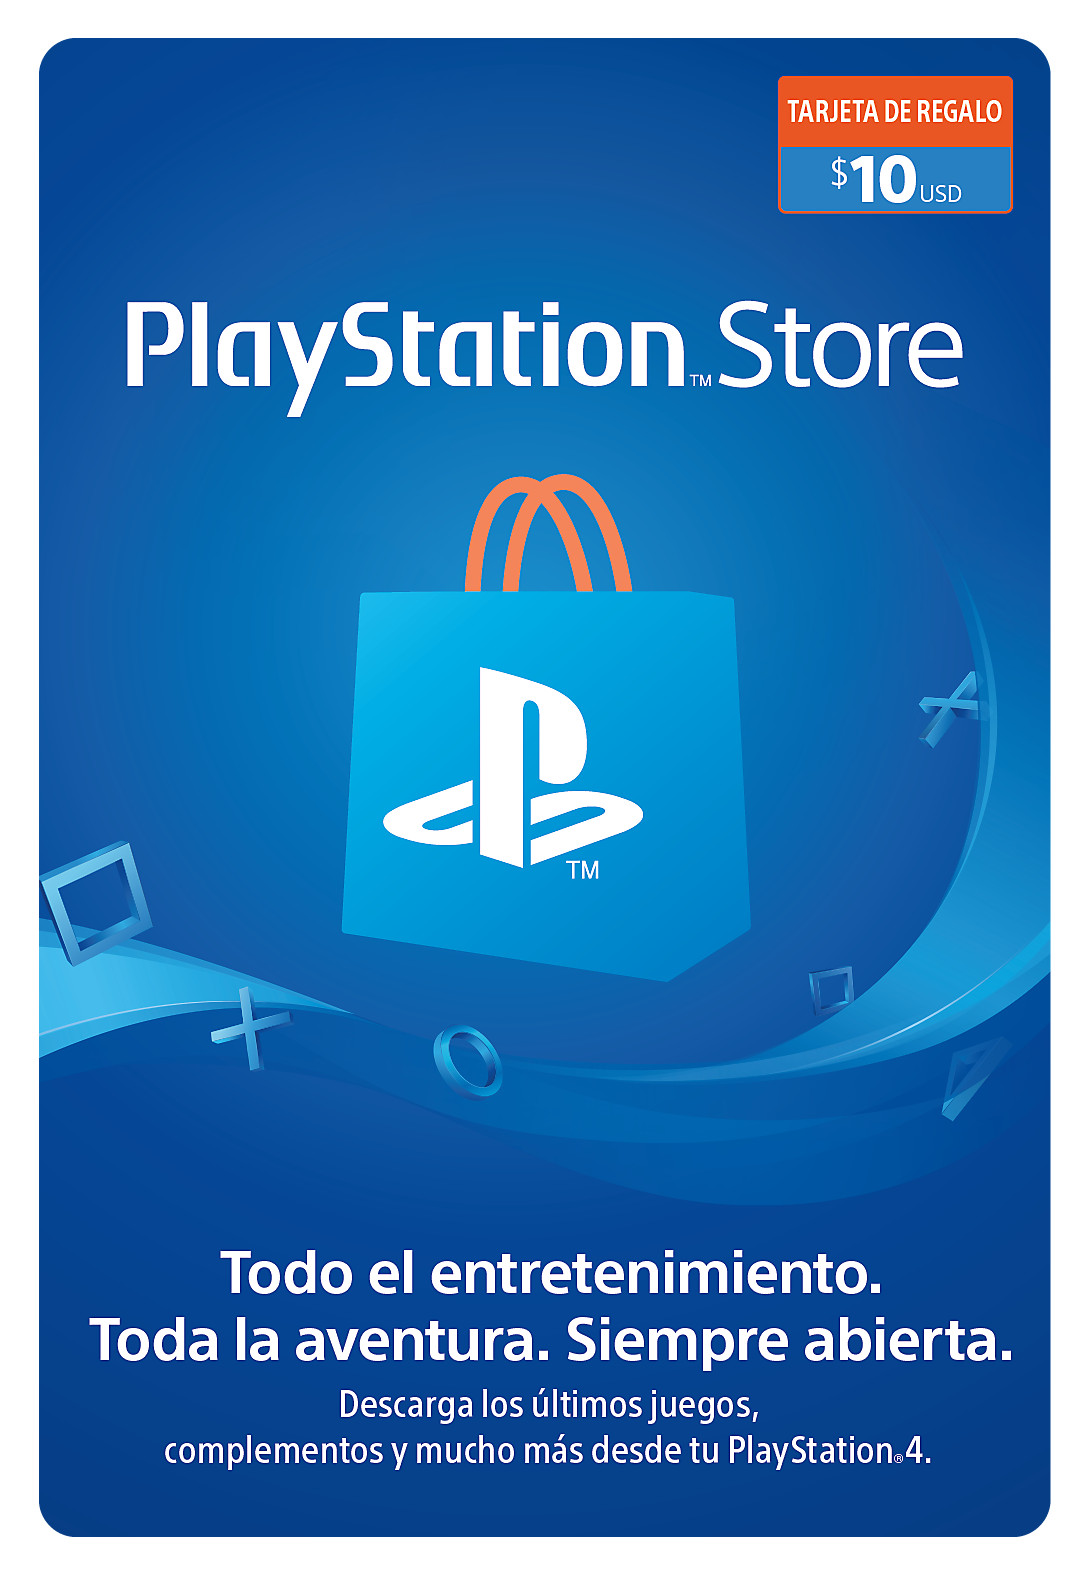 TARJETA DE REGALO
$10 USD
PlayStation™ Store
TM
Todo el entretenimiento.
Toda la aventura. Siempre abierta.
Descarga los últimos juegos,
complementos y mucho más desde tu PlayStation®4.